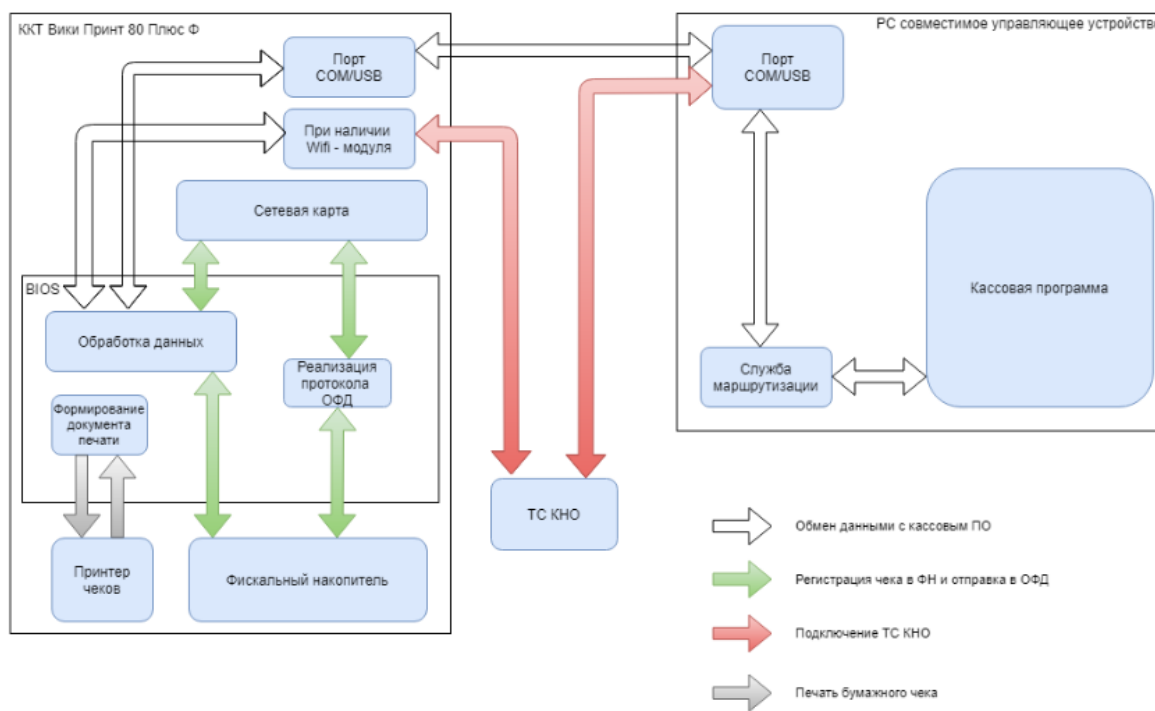 ККТ Вики Принт 80 Плюс Ф
PC совместимое управляющее устройство
Порт
COM/USB
Порт
COM/USB
При наличии
Wifi - модуля
Сетевая карта
BIOS
Обработка данных
Реализация
протокола
ОФД
Формирование
документа
печати
Принтер
чеков
Фискальный накопитель
ТС КНО
Служба
маршрутизации
Кассовая программа
Обмен данными с кассовым ПО
Регистрация чека в ФН и отправка в ОФД
Подключение ТС КНО
Печать бумажного чека